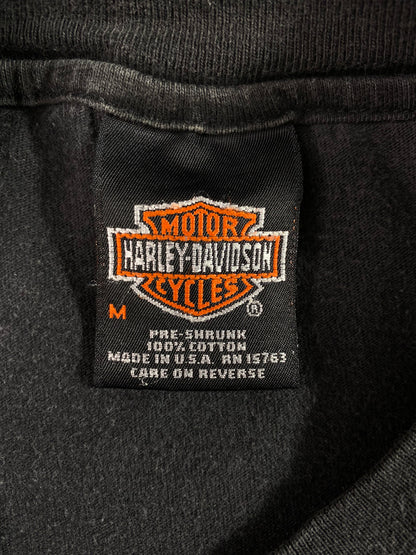 MOTOR
HARLEY-DAVIDSON
CYCLES
M
®
PRE-SHRUNK
100% COTTON
MADE IN U.S.A. RN 15763
CARE ON REVERSE